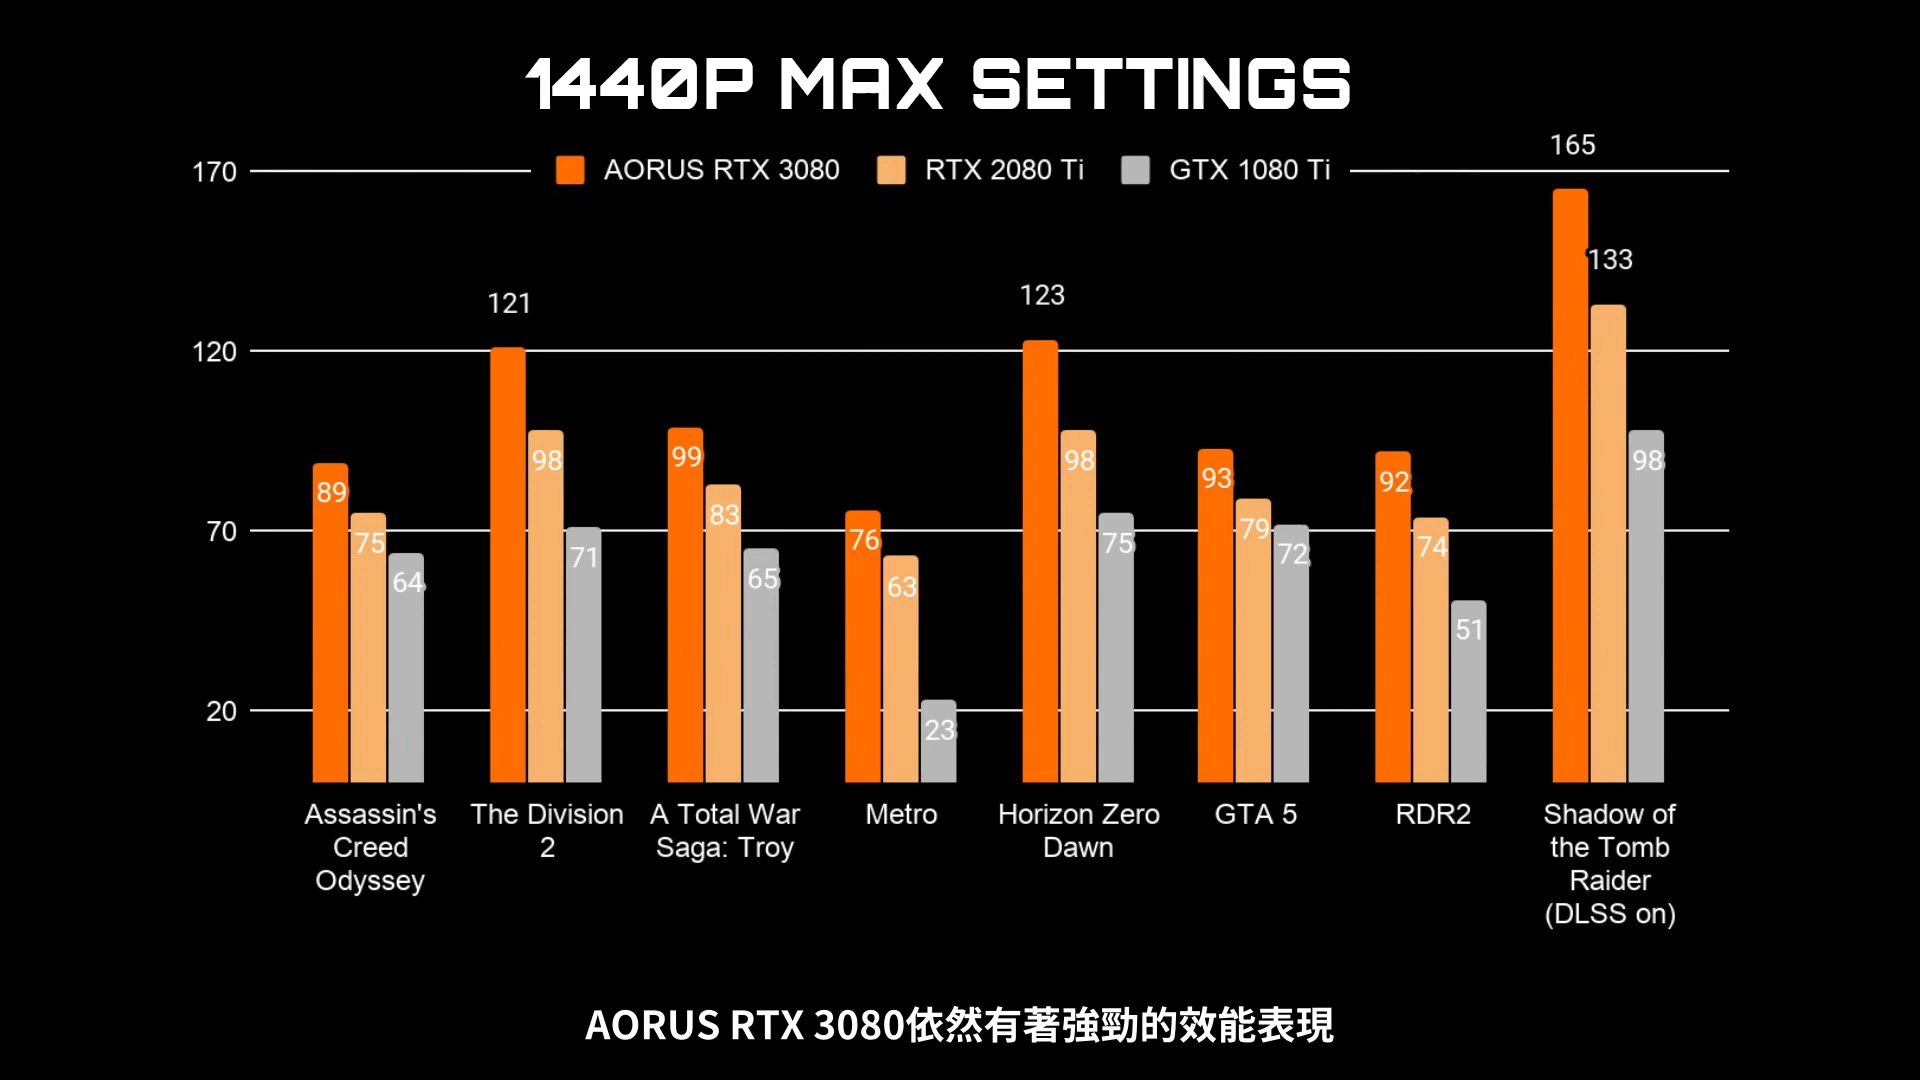 1440P MAX SETTINGS
AORUS RTX 3080 RTX 2080 Ti GTX 1080 Ti
170
120
70
20
89 75 64
121 98 71
99 83 65
76 63 23
123 98 75
93 79 72
92 74 51
165 133 98
Assassin's
Creed
Odyssey
The Division
2
A Total War
Saga: Troy
Metro
Horizon Zero
Dawn
GTA 5
RDR2
Shadow of
the Tomb
Raider
(DLSS on)
AORUS RTX 3080依然有著強勁的效能表現